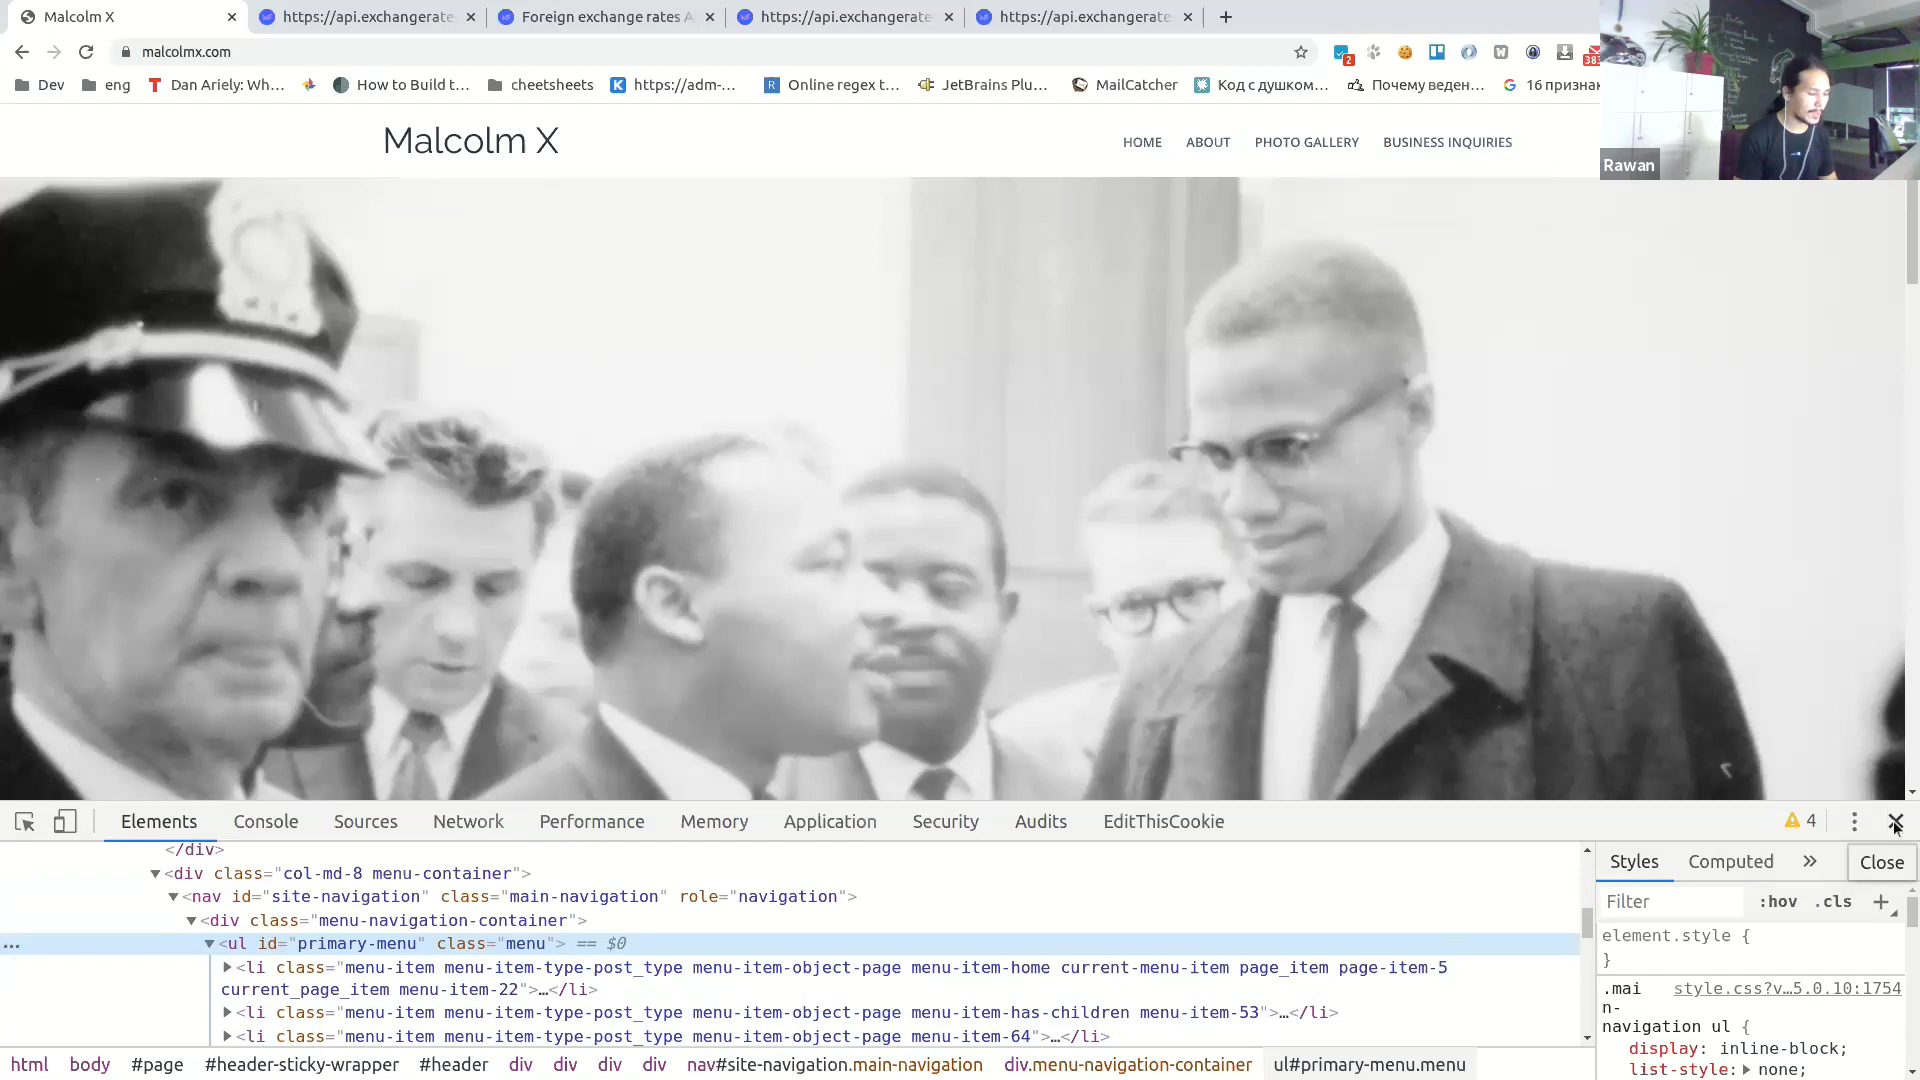 Malcolm X
https://api.exchangerate
Foreign exchange rates A
https://api.exchangerate
https://api.exchangerate
malcolmx.com
2
Dev
eng
Dan Ariely: Wh...
How to Build t...
cheetsheets
https://adm-...
Online regex t...
JetBrains Plu...
MailCatcher
Код с душком...
Почему веден...
16 признак
Rawan
Malcolm X
HOME ABOUT PHOTO GALLERY BUSINESS INQUIRIES
Elements Console Sources Network Performance Memory Application Security Audits EditThisCookie
4
Close
</div>
<div class="col-md-8 menu-container">
<nav id="site-navigation" class="main-navigation" role="navigation">
<div class="menu-navigation-container">
<ul id="primary-menu" class="menu"> == $0
<li class="menu-item menu-item-type-post_type menu-item-object-page menu-item-home current-menu-item page_item page-item-5
current_page_item menu-item-22">…</li>
<li class="menu-item menu-item-type-post_type menu-item-object-page menu-item-has-children menu-item-53">…</li>
<li class="menu-item menu-item-type-post_type menu-item-object-page menu-item-64">…</li>
html body #page #header-sticky-wrapper #header div div div div nav#site-navigation.main-navigation div.menu-navigation-container ul#primary-menu.menu
Styles Computed »
Filter :hov .cls +
element.style {
}
.mai style.css?v…5.0.10:1754
n-
navigation ul {
display: inline-block;
list-style: none;